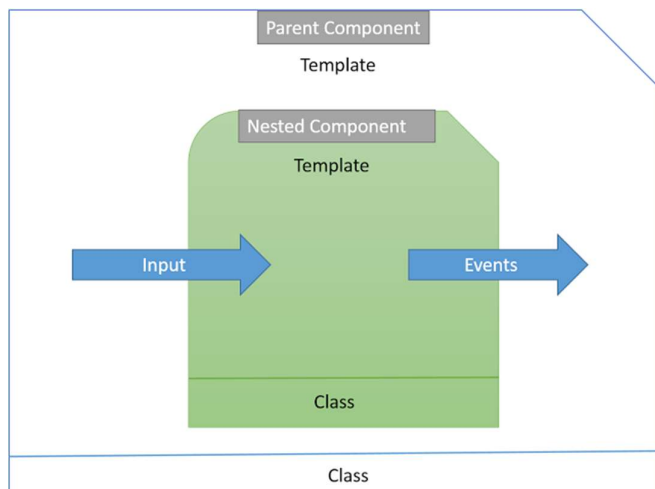 Parent Component
Template
Nested Component
Template
Input
Events
Class
Class